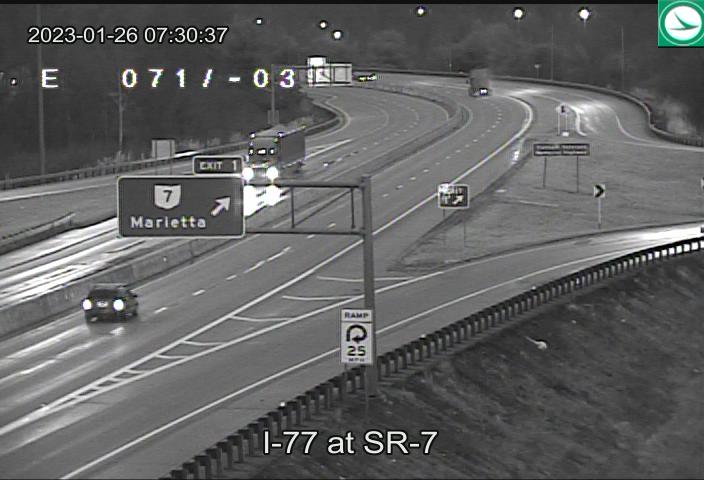 2023-01-26 07:30:37
E 071/-03
EXIT 1
7
Marietta
EXIT
RAMP
25
MPH
I-77 at SR-7